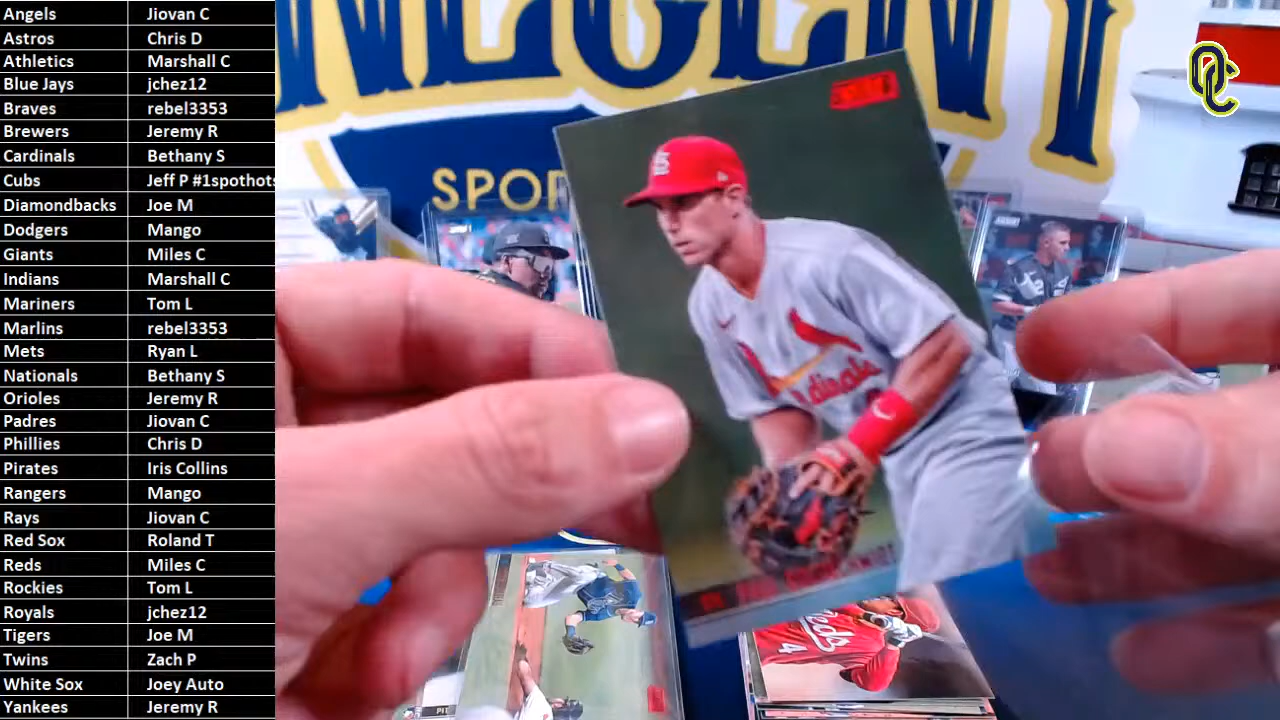 Angels Jiovan C
Astros Chris D
Athletics Marshall C
Blue Jays jchez12
Braves rebel3353
Brewers Jeremy R
Cardinals Bethany S
Cubs Jeff P #1spothots
Diamondbacks Joe M
Dodgers Mango
Giants Miles C
Indians Marshall C
Mariners Tom L
Marlins rebel3353
Mets Ryan L
Nationals Bethany S
Orioles Jeremy R
Padres Jiovan C
Phillies Chris D
Pirates Iris Collins
Rangers Mango
Rays Jiovan C
Red Sox Roland T
Reds Miles C
Rockies Tom L
Royals jchez12
Tigers Joe M
Twins Zach P
White Sox Joey Auto
Yankees Jeremy R
OC
SPOR
Cardinals
Reds
4